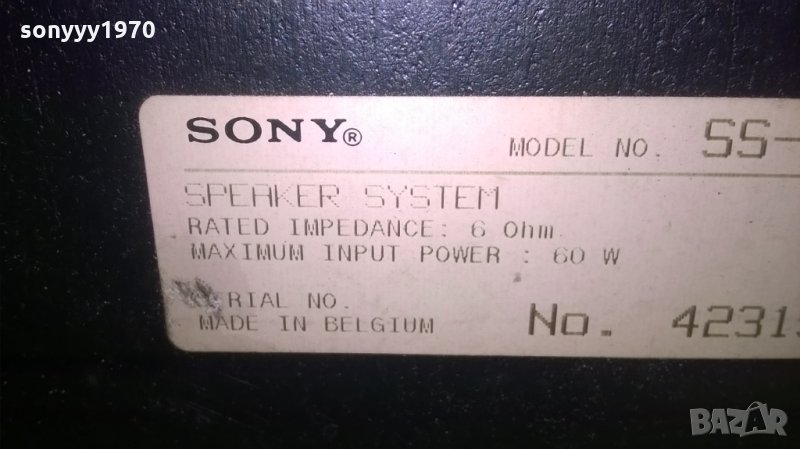 sonyyy1970
SONY®
MODEL NO. SS-
SPEAKER SYSTEM
RATED IMPEDANCE: 6 Ohm
MAXIMUM INPUT POWER : 60 W
RIAL NO.
MADE IN BELGIUM
No. 4231
BAZAR